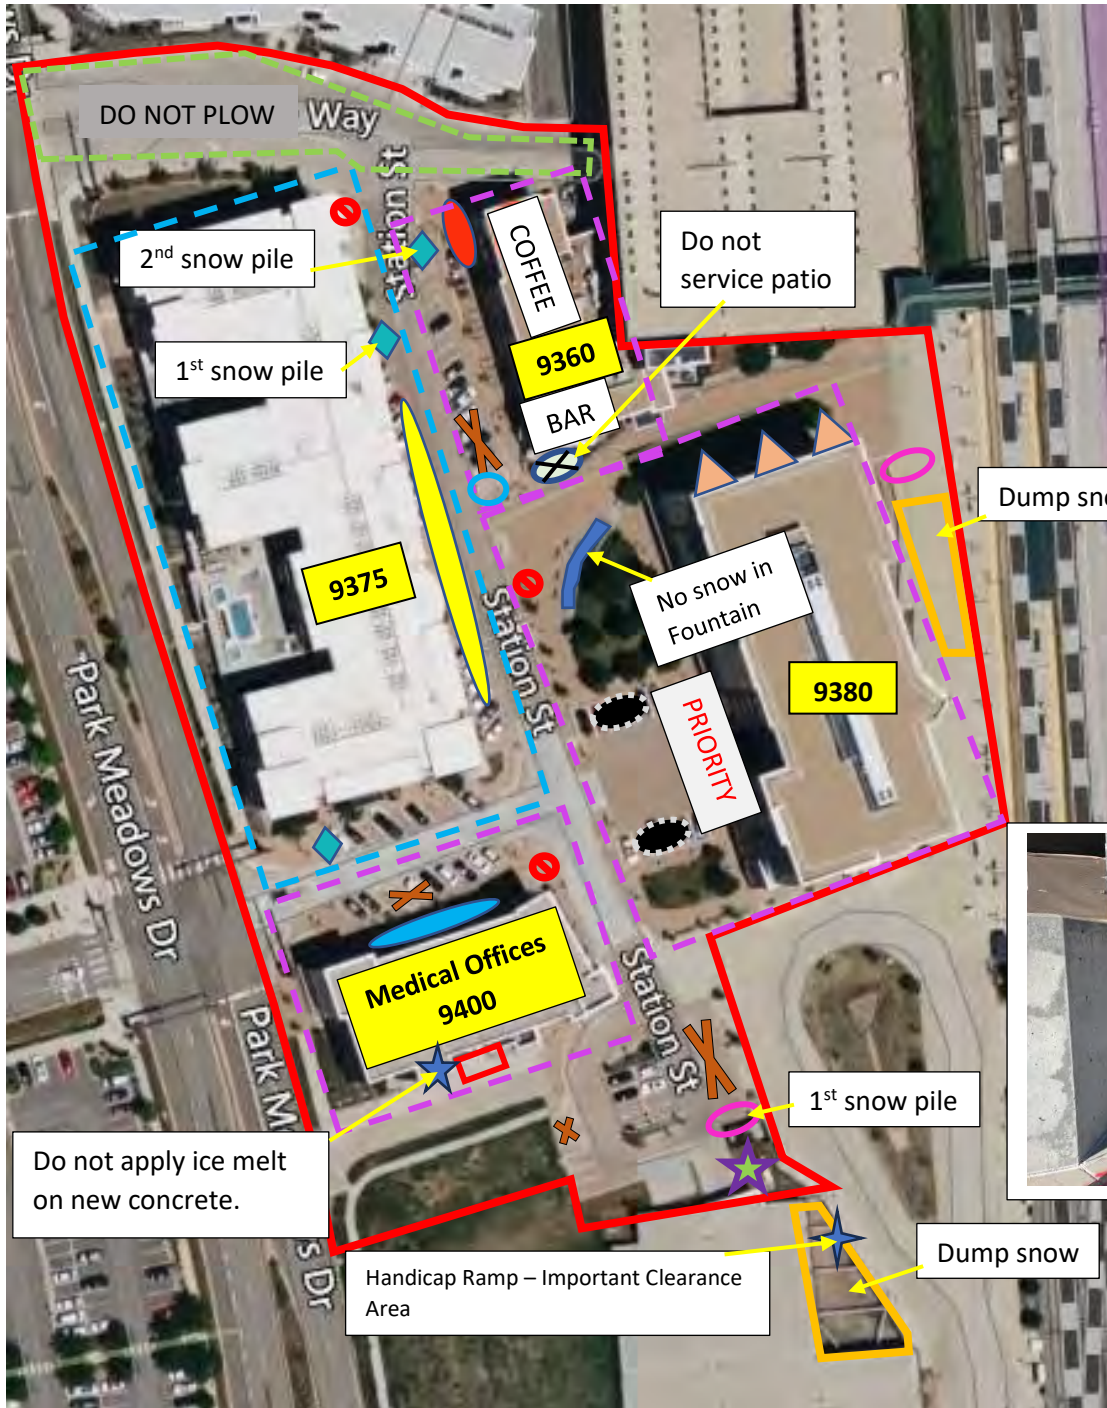 DO NOT PLOW
Way
Station St
2nd snow pile
COFFEE
Do not
service patio
1st snow pile
9360
BAR
Dump sno
9375
No snow in
Fountain
Station St
9380
PRIORITY
Park Meadows Dr
Medical Offices
9400
Station St
Park M
1st snow pile
Do not apply ice melt
on new concrete.
s Dr
Handicap Ramp – Important Clearance
Area
Dump snow